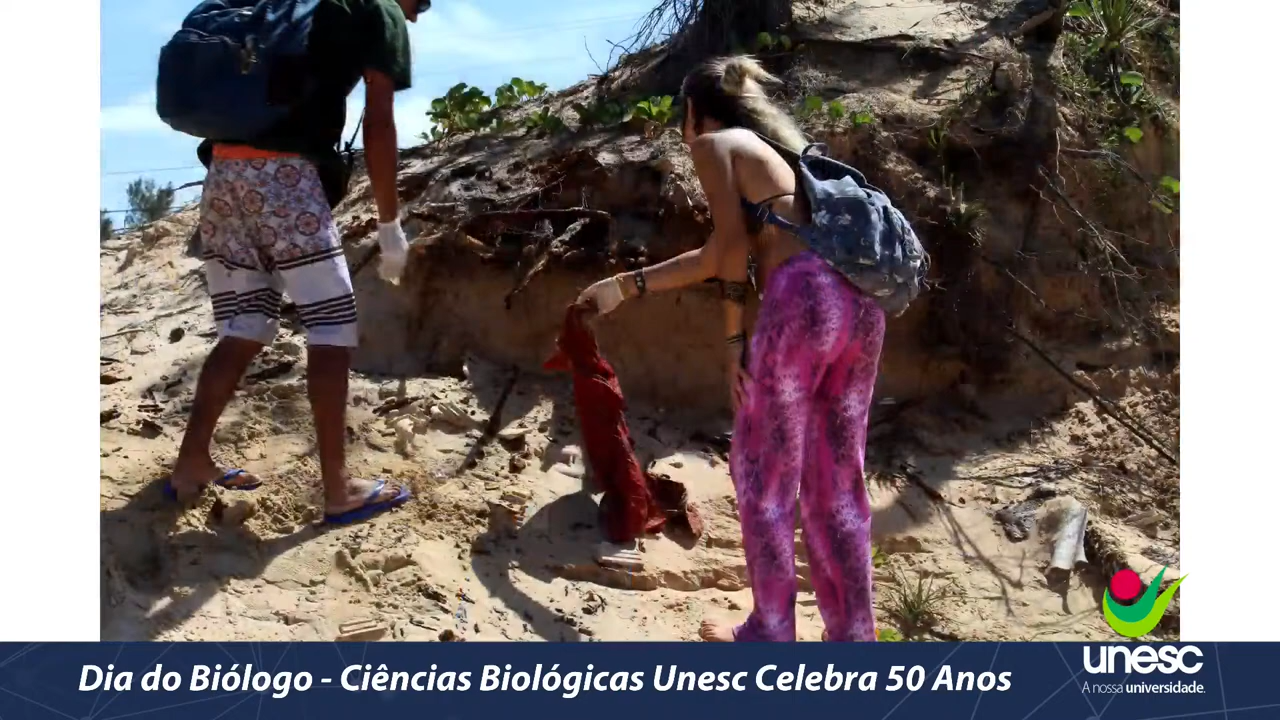 Dia do Biólogo - Ciências Biológicas Unesc Celebra 50 Anos
unesc
A nossa universidade.